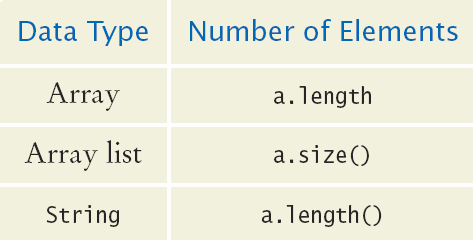 Data Type Number of Elements
Array a.length
Array list a.size()
String a.length()